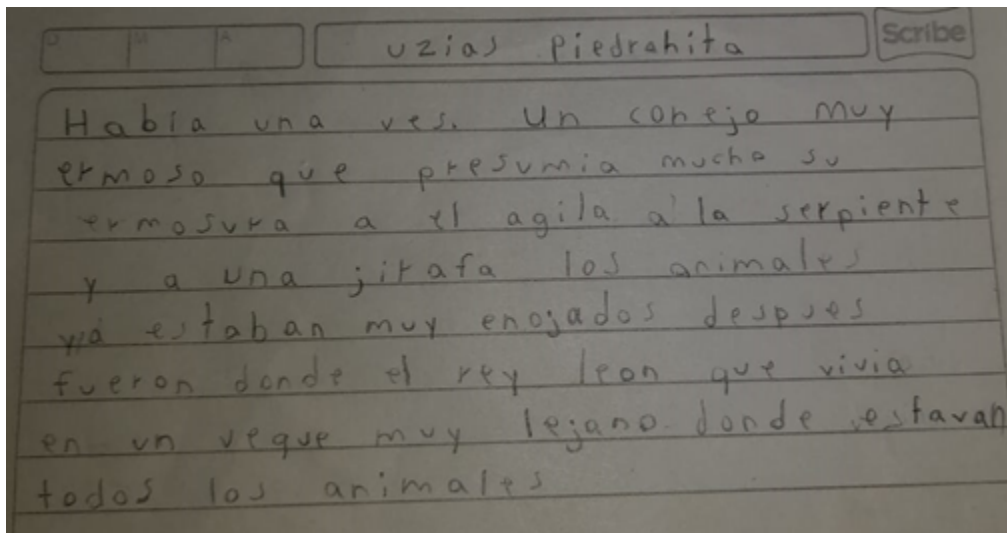 D M A
uzias Piedrahita
Scribe
Habia una ves. Un conejo muy
ermoso que presumia mucho su
ermosura a el agila a la serpiente
y a una jirafa los animales
ya estaban muy enojados despues
fueron donde el rey leon que vivia
en un veque muy lejano donde estavan
todos los animales